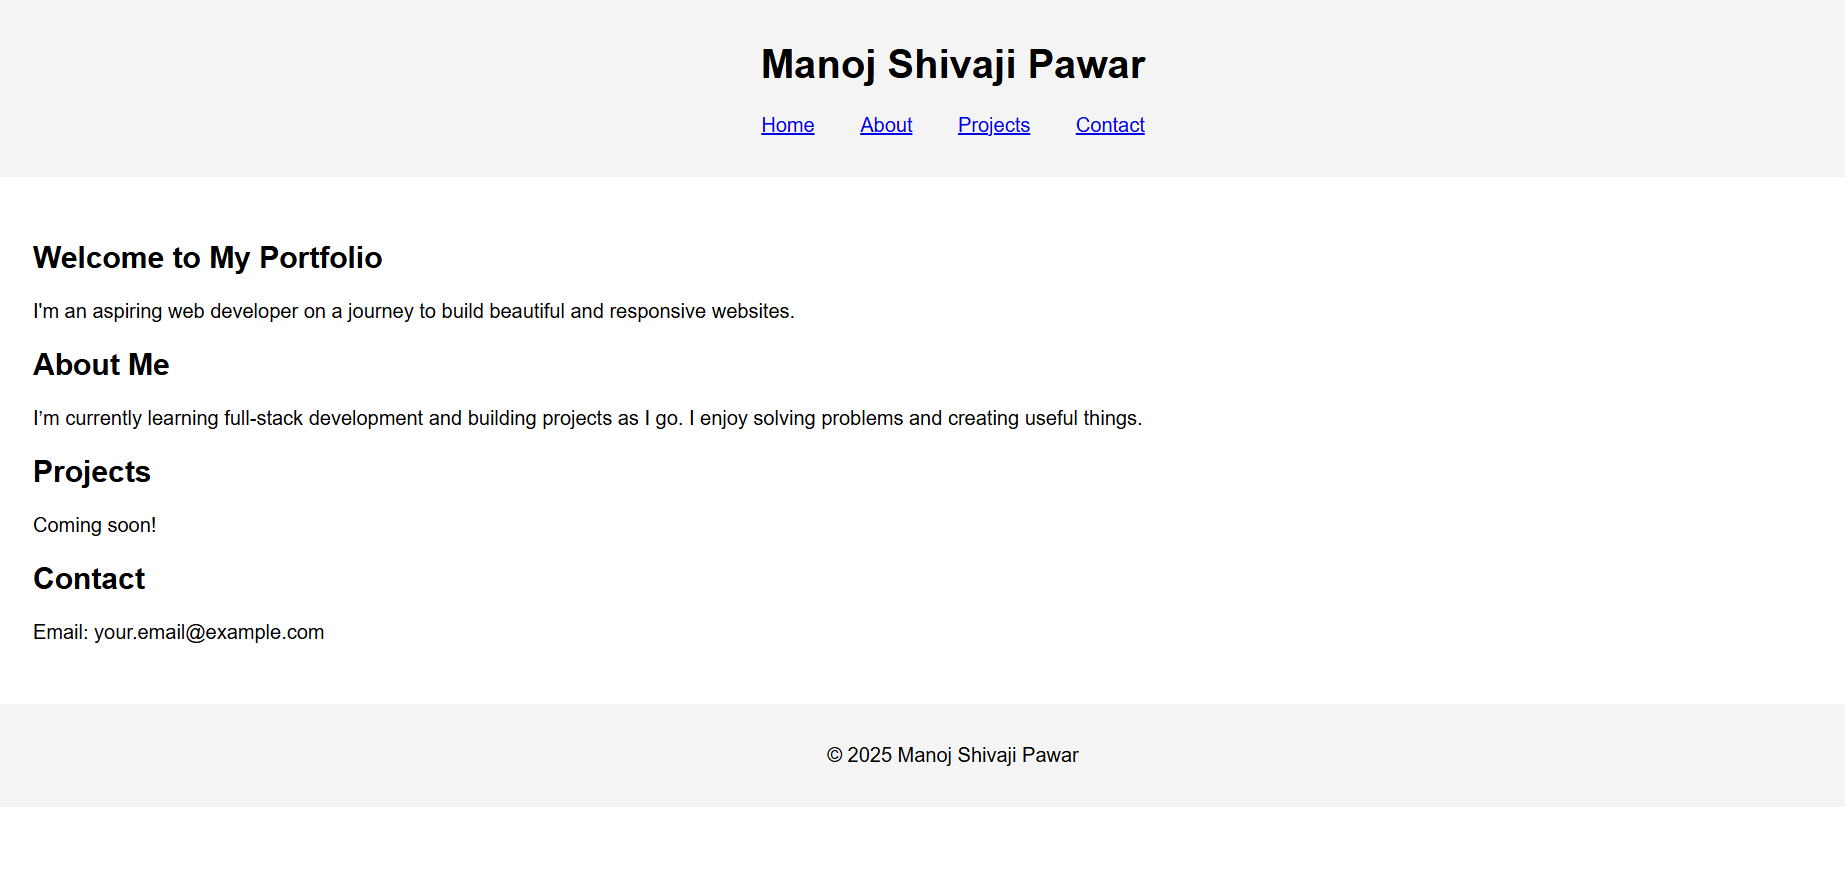 Manoj Shivaji Pawar
Home About Projects Contact
Welcome to My Portfolio
I'm an aspiring web developer on a journey to build beautiful and responsive websites.
About Me
I’m currently learning full-stack development and building projects as I go. I enjoy solving problems and creating useful things.
Projects
Coming soon!
Contact
Email: your.email@example.com
© 2025 Manoj Shivaji Pawar